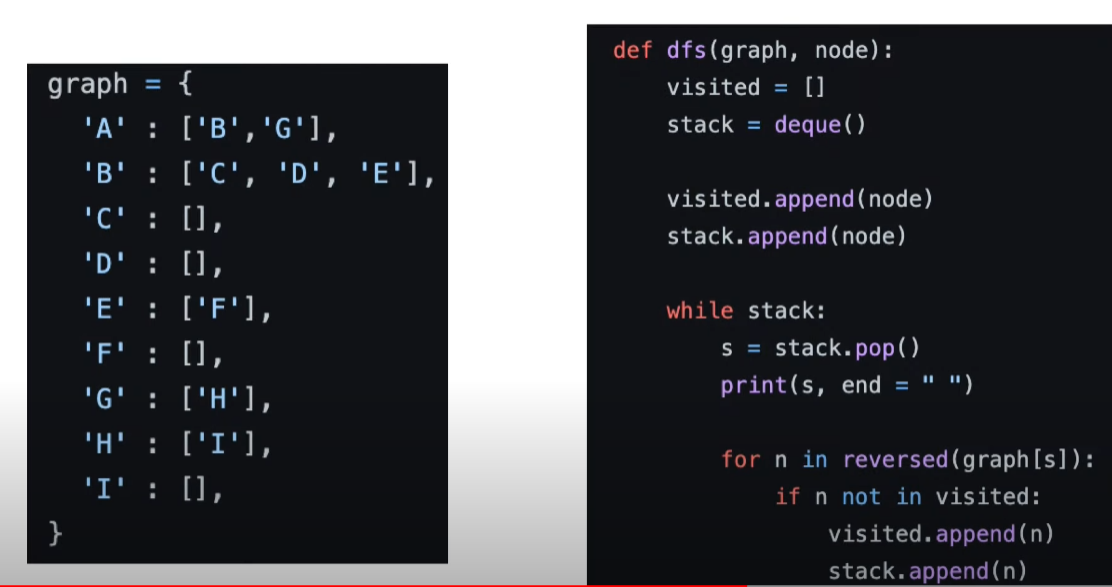 graph = {
'A' : ['B','G'],
'B' : ['C', 'D', 'E'],
'C' : [],
'D' : [],
'E' : ['F'],
'F' : [],
'G' : ['H'],
'H' : ['I'],
'I' : [],
}
def dfs(graph, node):
visited = []
stack = deque()
visited.append(node)
stack.append(node)
while stack:
s = stack.pop()
print(s, end = " ")
for n in reversed(graph[s]):
if n not in visited:
visited.append(n)
stack.append(n)